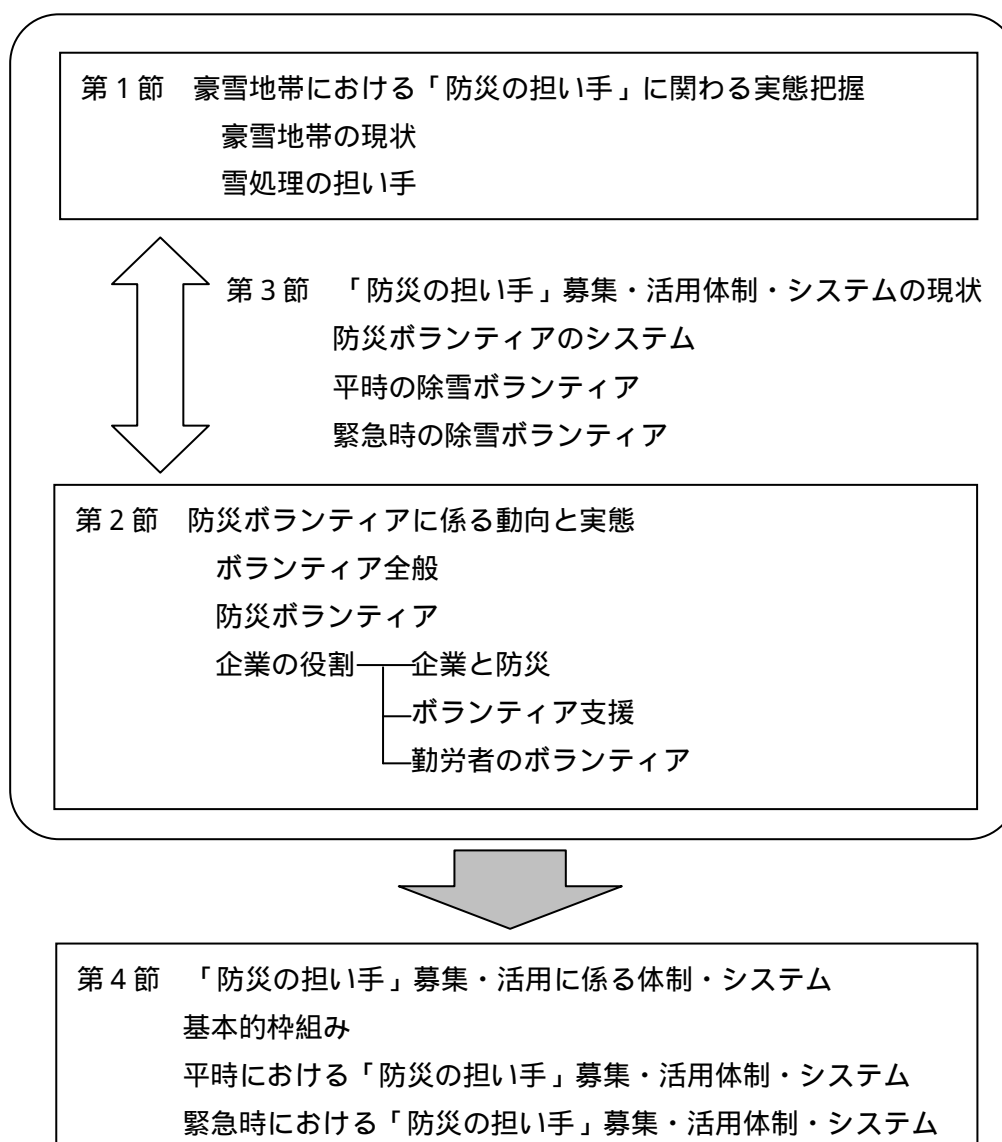 第1節 豪雪地帯における「防災の担い手」に関わる実態把握
豪雪地帯の現状
雪処理の担い手
第3節 「防災の担い手」募集・活用体制・システムの現状
防災ボランティアのシステム
平時の除雪ボランティア
緊急時の除雪ボランティア
第2節 防災ボランティアに係る動向と実態
ボランティア全般
防災ボランティア
企業の役割 企業と防災
ボランティア支援
勤労者のボランティア
第4節 「防災の担い手」募集・活用に係る体制・システム
基本的枠組み
平時における「防災の担い手」募集・活用体制・システム
緊急時における「防災の担い手」募集・活用体制・システム